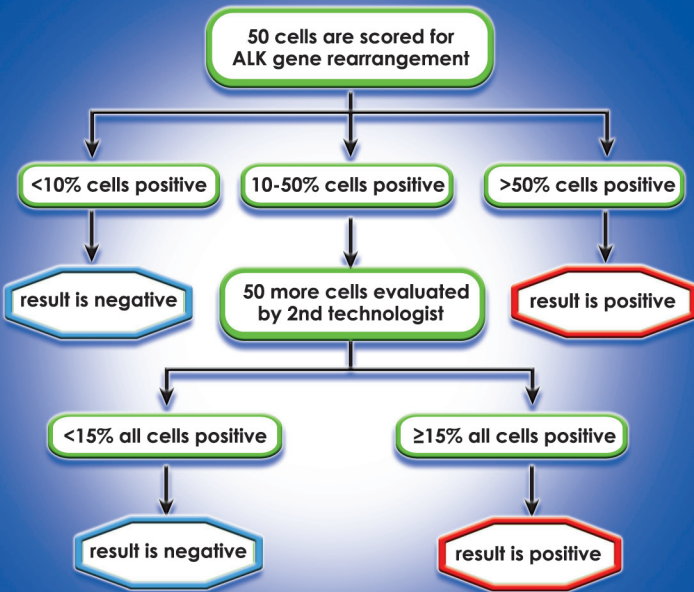 50 cells are scored for
ALK gene rearrangement
<10% cells positive
10-50% cells positive
>50% cells positive
result is negative
50 more cells evaluated
by 2nd technologist
result is positive
<15% all cells positive
≥15% all cells positive
result is negative
result is positive